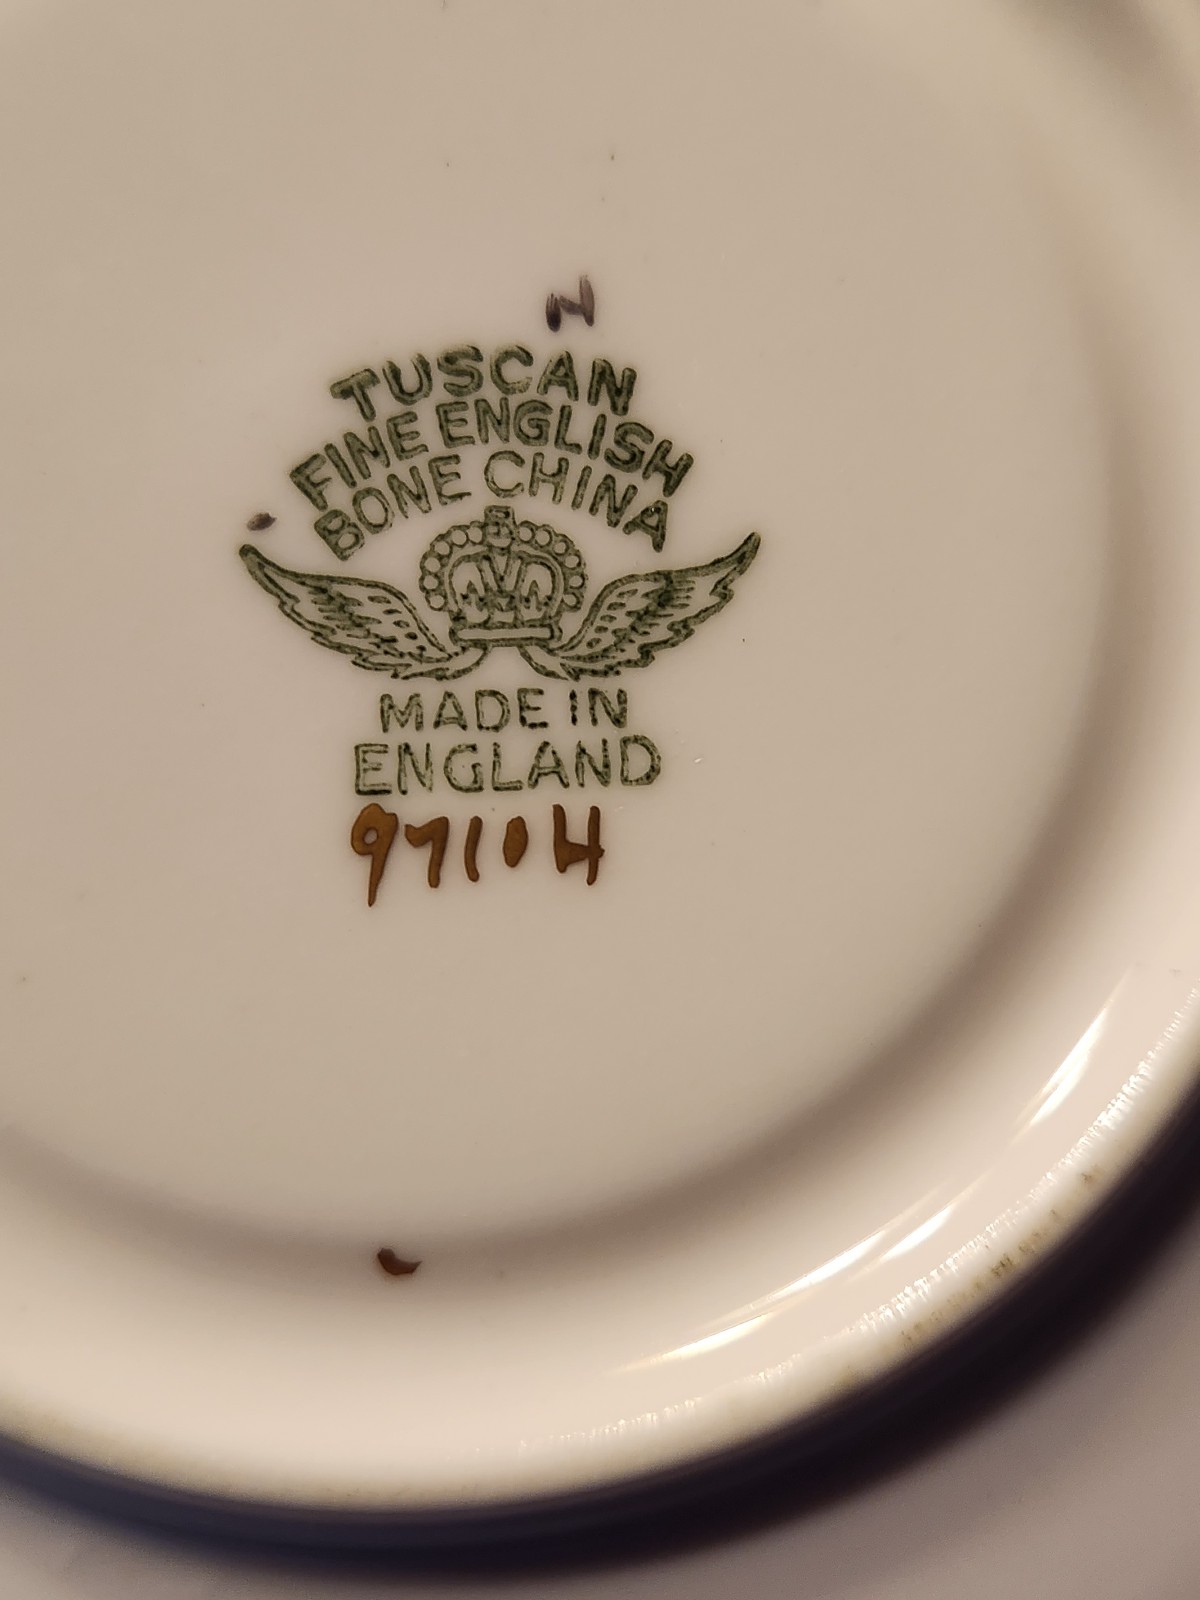 N
TUSCAN
FINE ENGLISH
BONE CHINA
MADE IN
ENGLAND
9710H